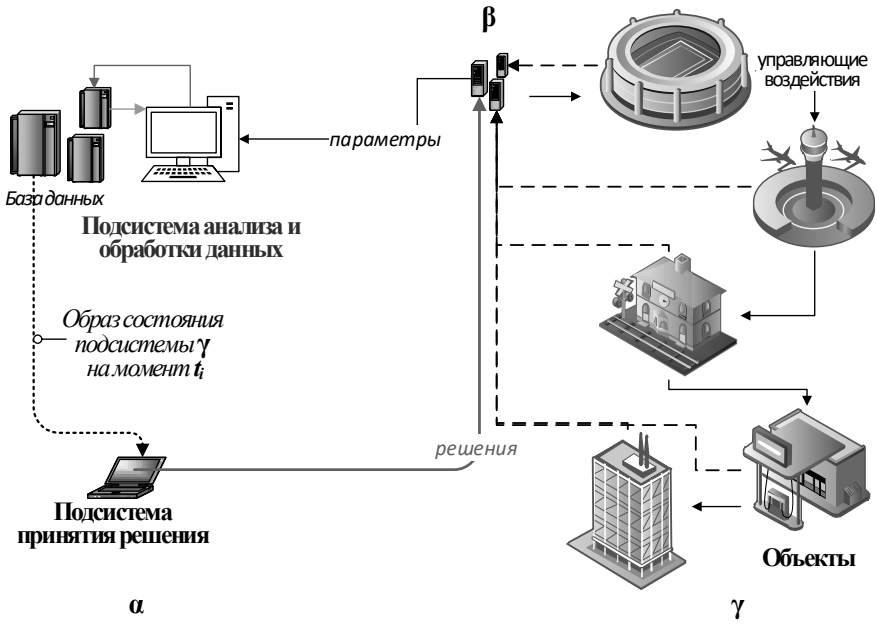 β
управляющие
воздействия
параметры
База данных
Подсистема анализа и
обработки данных
Образ состояния
подсистемы γ
на момент tᵢ
решения
Подсистема
принятия решения
Объекты
α
γ